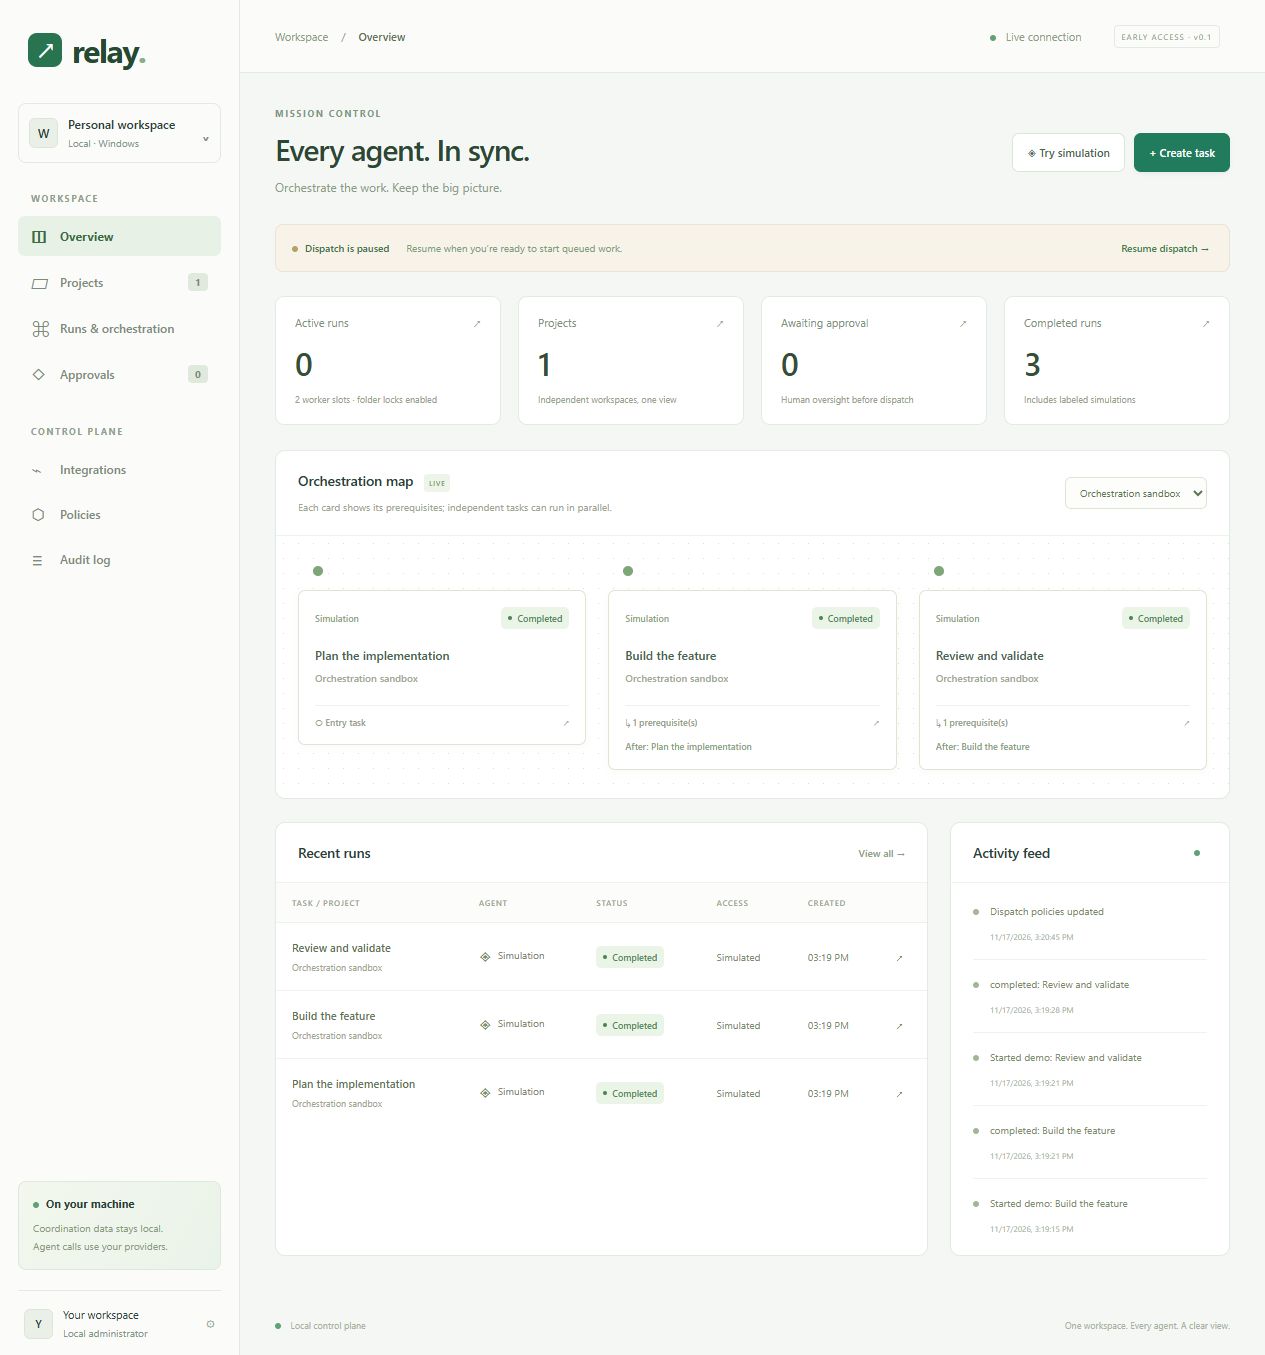 relay.
W
Personal workspace
Local · Windows
WORKSPACE
Overview
Projects 1
Runs & orchestration
Approvals 0
CONTROL PLANE
Integrations
Policies
Audit log
On your machine
Coordination data stays local.
Agent calls use your providers.
Y
Your workspace
Local administrator
Workspace / Overview
Live connection
EARLY ACCESS · v0.1
MISSION CONTROL
Every agent. In sync.
Orchestrate the work. Keep the big picture.
◈ Try simulation
+ Create task
Dispatch is paused Resume when you're ready to start queued work.
Resume dispatch →
Active runs ↗
0
2 worker slots · folder locks enabled
Projects ↗
1
Independent workspaces, one view
Awaiting approval ↗
0
Human oversight before dispatch
Completed runs ↗
3
Includes labeled simulations
Orchestration map LIVE
Each card shows its prerequisites; independent tasks can run in parallel.
Orchestration sandbox
Simulation Completed
Plan the implementation
Orchestration sandbox
○ Entry task ↗
Simulation Completed
Build the feature
Orchestration sandbox
↳ 1 prerequisite(s) ↗
After: Plan the implementation
Simulation Completed
Review and validate
Orchestration sandbox
↳ 1 prerequisite(s) ↗
After: Build the feature
Recent runs View all →
TASK / PROJECT AGENT STATUS ACCESS CREATED
Review and validate
Orchestration sandbox
◈ Simulation Completed Simulated 03:19 PM ↗
Build the feature
Orchestration sandbox
◈ Simulation Completed Simulated 03:19 PM ↗
Plan the implementation
Orchestration sandbox
◈ Simulation Completed Simulated 03:19 PM ↗
Activity feed
Dispatch policies updated
11/17/2026, 3:20:45 PM
completed: Review and validate
11/17/2026, 3:19:28 PM
Started demo: Review and validate
11/17/2026, 3:19:21 PM
completed: Build the feature
11/17/2026, 3:19:21 PM
Started demo: Build the feature
11/17/2026, 3:19:15 PM
Local control plane
One workspace. Every agent. A clear view.